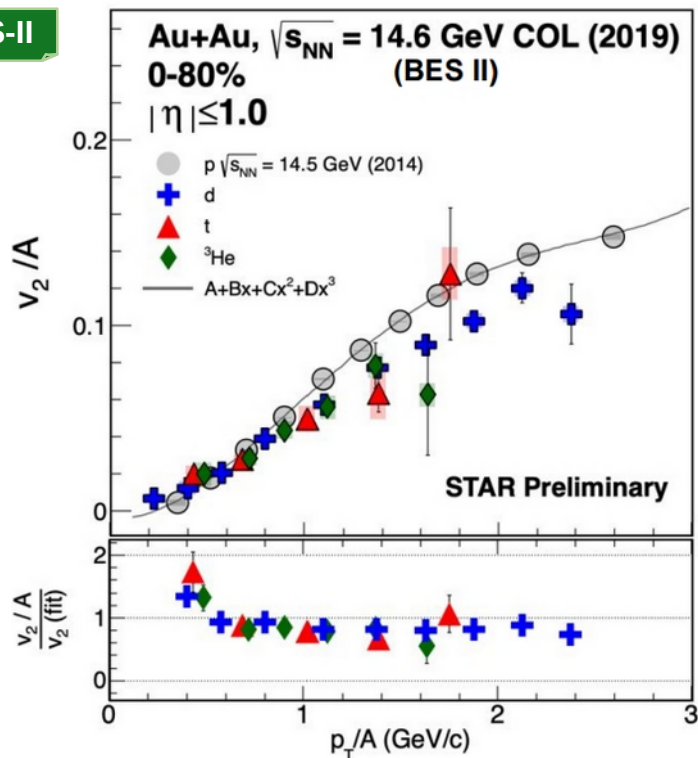 S-II
Au+Au, √sNN = 14.6 GeV COL (2019)
0-80% (BES II)
|η|≤1.0
p √sNN = 14.5 GeV (2014)
d
t
³He
A+Bx+Cx²+Dx³
STAR Preliminary
v₂/A
0.2
0.1
0
v₂/A
v₂(fit)
2
1
0
0 1 2 3
pT/A (GeV/c)